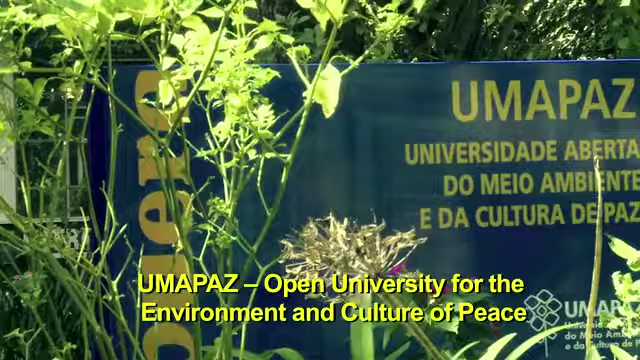 UMAPAZ
UNIVERSIDADE ABERTA
DO MEIO AMBIENTE
E DA CULTURA DE PAZ
UMAPAZ – Open University for the
Environment and Culture of Peace